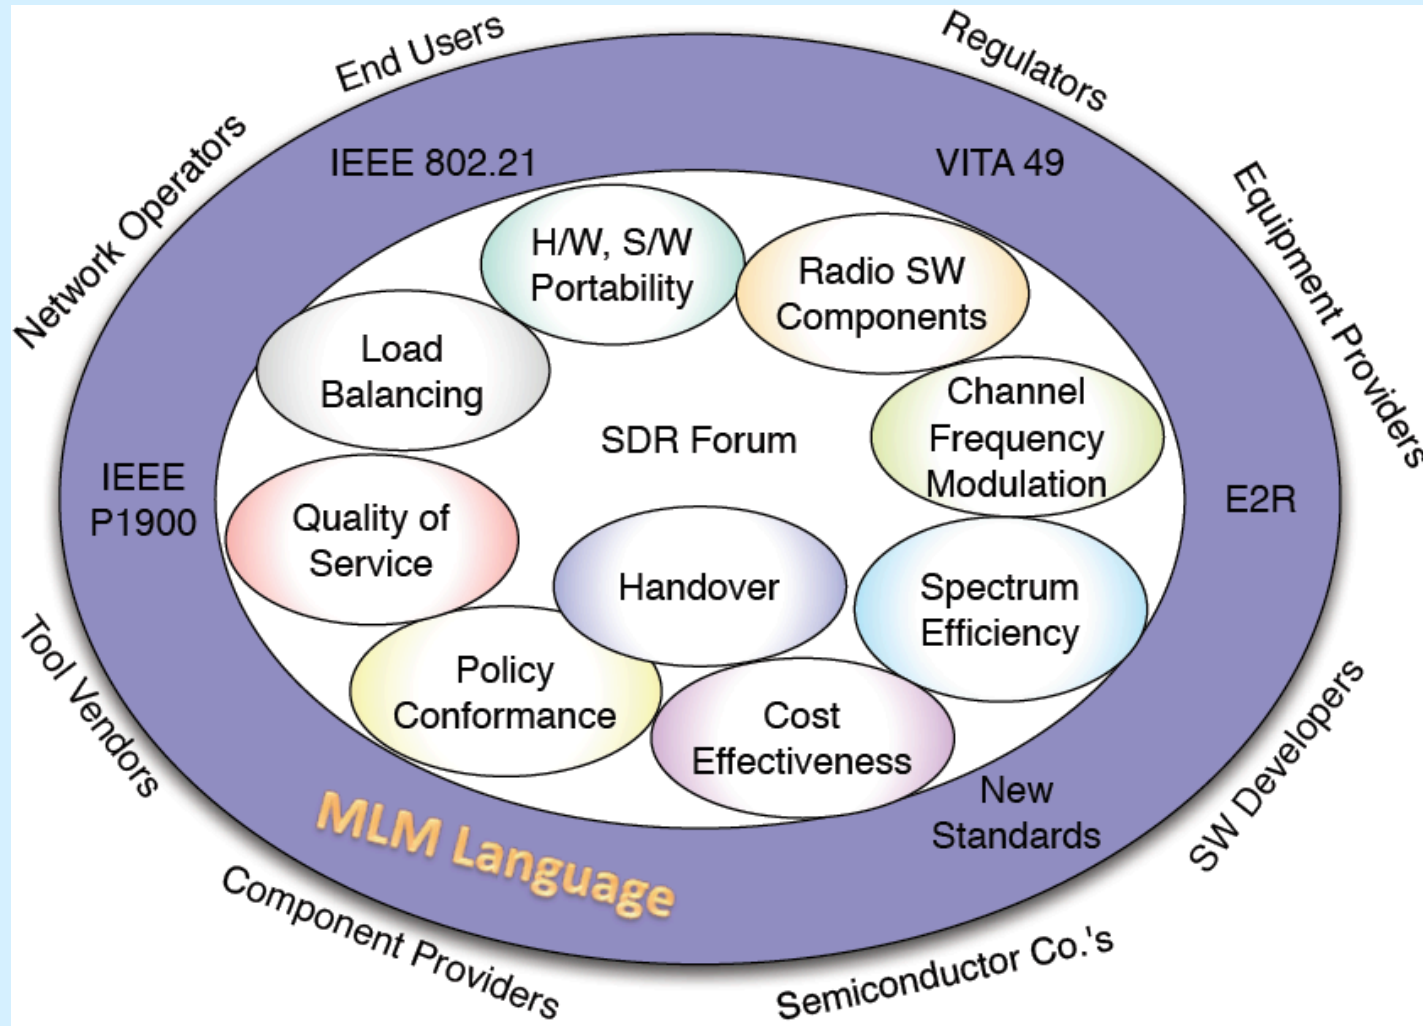 End Users
Regulators
Network Operators
Equipment Providers
IEEE 802.21
VITA 49
H/W, S/W
Portability
Radio SW
Components
Load
Balancing
Channel
Frequency
Modulation
SDR Forum
IEEE
P1900
E2R
Quality of
Service
Handover
Spectrum
Efficiency
Policy
Conformance
Cost
Effectiveness
New
Standards
MLM Language
Tool Vendors
SW Developers
Component Providers
Semiconductor Co.'s